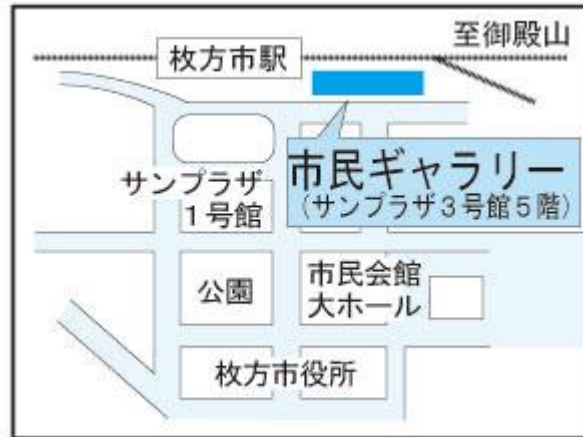 至御殿山
枚方市駅
市民ギャラリー
（サンプラザ３号館５階）
サンプラザ
１号館
公園
市民会館
大ホール
枚方市役所